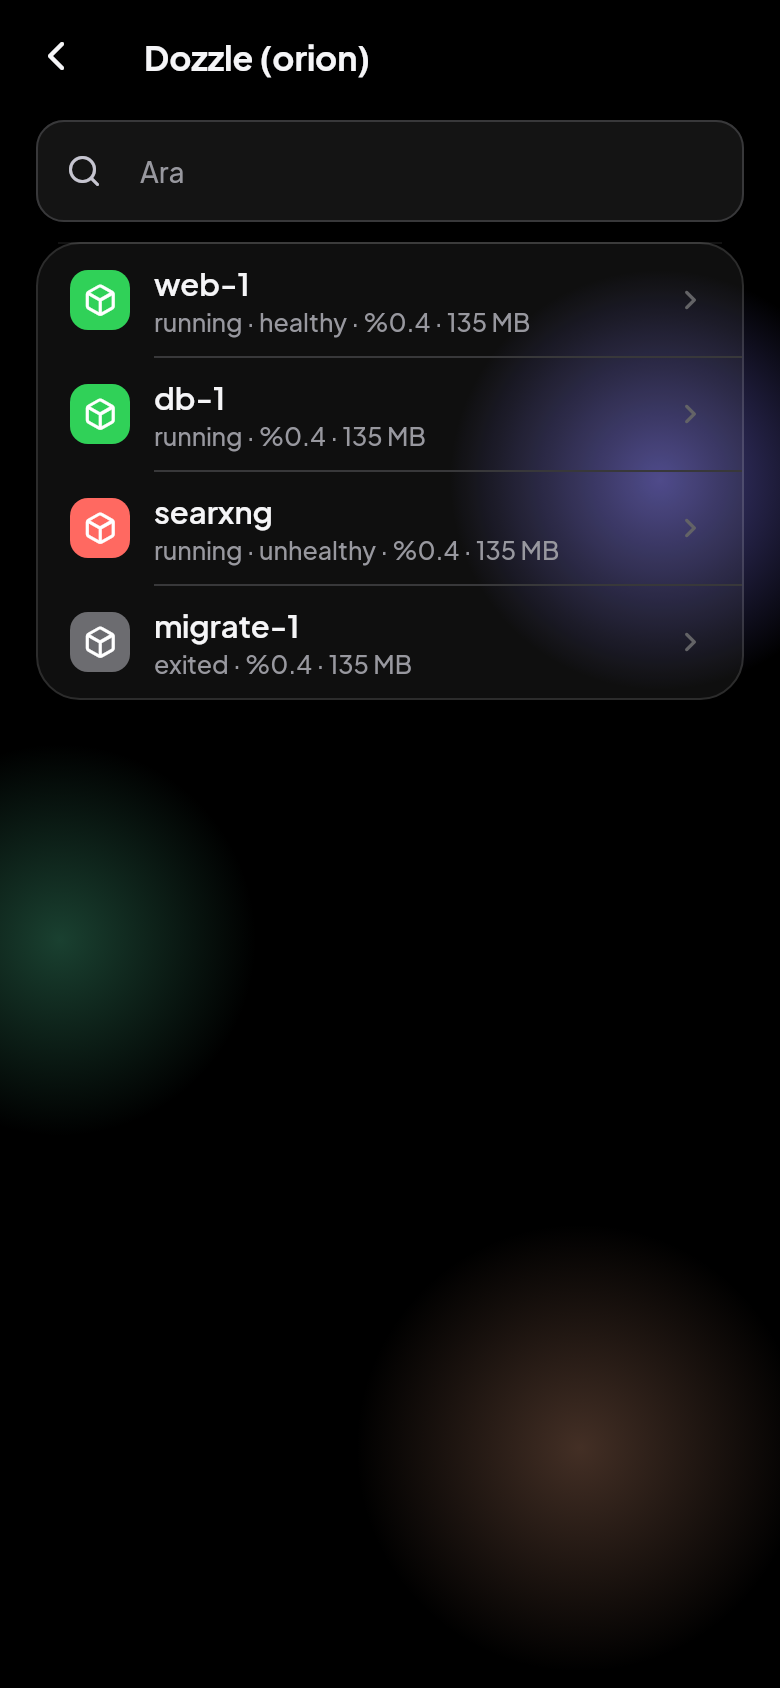 Dozzle (orion)
Ara
web-1
running · healthy · %0.4 · 135 MB
db-1
running · %0.4 · 135 MB
searxng
running · unhealthy · %0.4 · 135 MB
migrate-1
exited · %0.4 · 135 MB